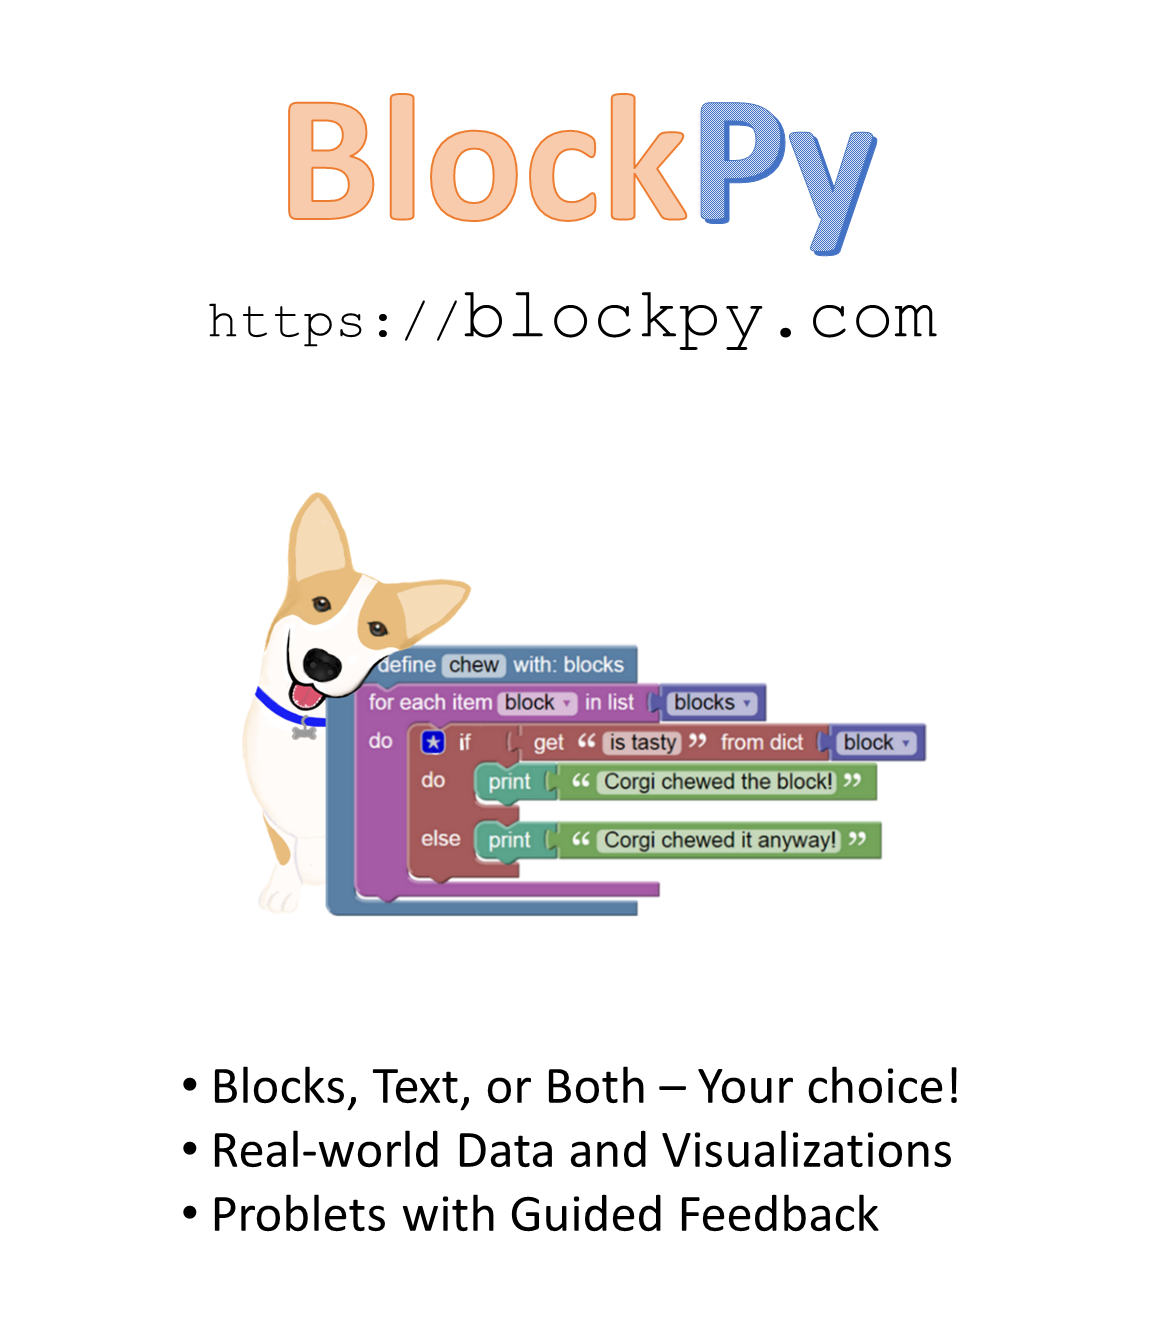 BlockPy
https://blockpy.com
define chew with: blocks
for each item block in list blocks
do if get “ is tasty ” from dict block
do print “ Corgi chewed the block! ”
else print “ Corgi chewed it anyway! ”
• Blocks, Text, or Both – Your choice!
• Real-world Data and Visualizations
• Problets with Guided Feedback